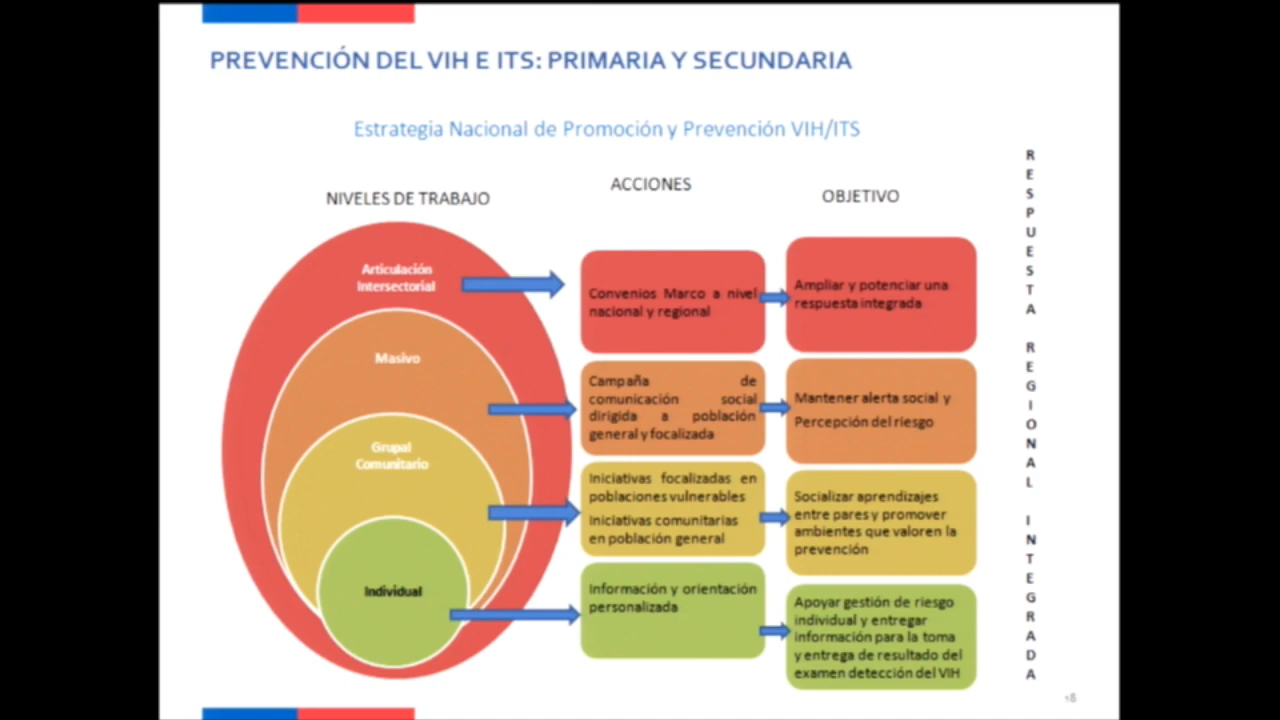 PREVENCIÓN DEL VIH E ITS: PRIMARIA Y SECUNDARIA
Estrategia Nacional de Promoción y Prevención VIH/ITS
NIVELES DE TRABAJO
ACCIONES
OBJETIVO
Articulación
Intersectorial
Convenios Marco a nivel
nacional y regional
Ampliar y potenciar una
respuesta integrada
Masivo
Campaña de
comunicación social
dirigida a población
general y focalizada
Mantener alerta social y
Percepción del riesgo
Grupal
Comunitario
Iniciativas focalizadas en
poblaciones vulnerables
Iniciativas comunitarias
en población general
Socializar aprendizajes
entre pares y promover
ambientes que valoren la
prevención
Individual
Información y orientación
personalizada
Apoyar gestión de riesgo
individual y entregar
información para la toma
y entrega de resultado del
examen detección del VIH
RESPUESTA REGIONAL INTEGRADA
18